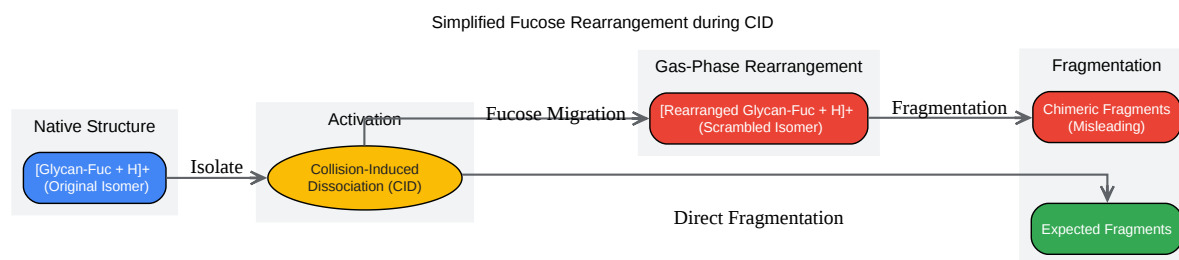 Simplified Fucose Rearrangement during CID
Native Structure
[Glycan-Fuc + H]+
(Original Isomer)
Isolate
Activation
Collision-Induced
Dissociation (CID)
Fucose Migration
Gas-Phase Rearrangement
[Rearranged Glycan-Fuc + H]+
(Scrambled Isomer)
Fragmentation
Fragmentation
Chimeric Fragments
(Misleading)
Direct Fragmentation
Expected Fragments